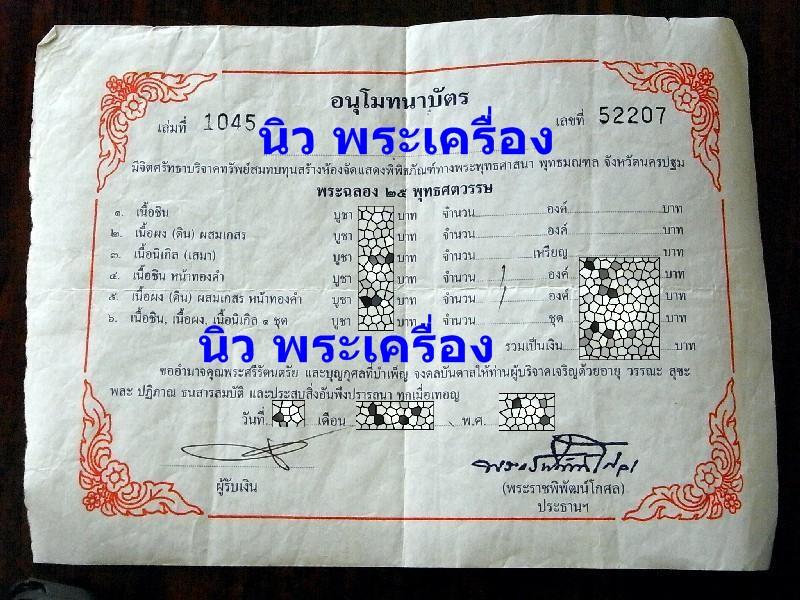 อนุโมทนาบัตร
เล่มที่ 1045 เลขที่ 52207
นิว พระเครื่อง
มีจิตศรัทธาบริจาคทรัพย์สมทบทุนสร้างห้องจัดแสดงพิพิธภัณฑ์ทางพระพุทธศาสนา พุทธมณฑล จังหวัดนครปฐม
พระฉลอง ๒๕ พุทธศตวรรษ
๑. เนื้อชิน บูชา บาท จำนวน องค์ บาท
๒. เนื้อผง (ดิน) ผสมเกสร บูชา บาท จำนวน องค์ บาท
๓. เนื้อนิเกิล (เสมา) บูชา บาท จำนวน เหรียญ บาท
๔. เนื้อชิน หน้าทองคำ บูชา บาท จำนวน องค์ บาท
๕. เนื้อผง (ดิน) ผสมเกสร หน้าทองคำ บูชา บาท จำนวน องค์ บาท
๖. เนื้อชิน, เนื้อผง, เนื้อนิเกิล ๑ ชุด บูชา บาท จำนวน ชุด บาท
นิว พระเครื่อง
รวมเป็นเงิน บาท
ขออำนาจคุณพระศรีรัตนตรัย และบุญกุศลที่บำเพ็ญ จงดลบันดาลให้ท่านผู้บริจาคเจริญด้วยอายุ วรรณะ สุขะ
พละ ปฏิภาณ ธนสารสมบัติ และประสบสิ่งอันพึงปรารถนา ทุกเมื่อเทอญ
วันที่ เดือน พ.ศ.
ผู้รับเงิน
(พระราชพิพัฒน์โกศล)
ประธานฯ